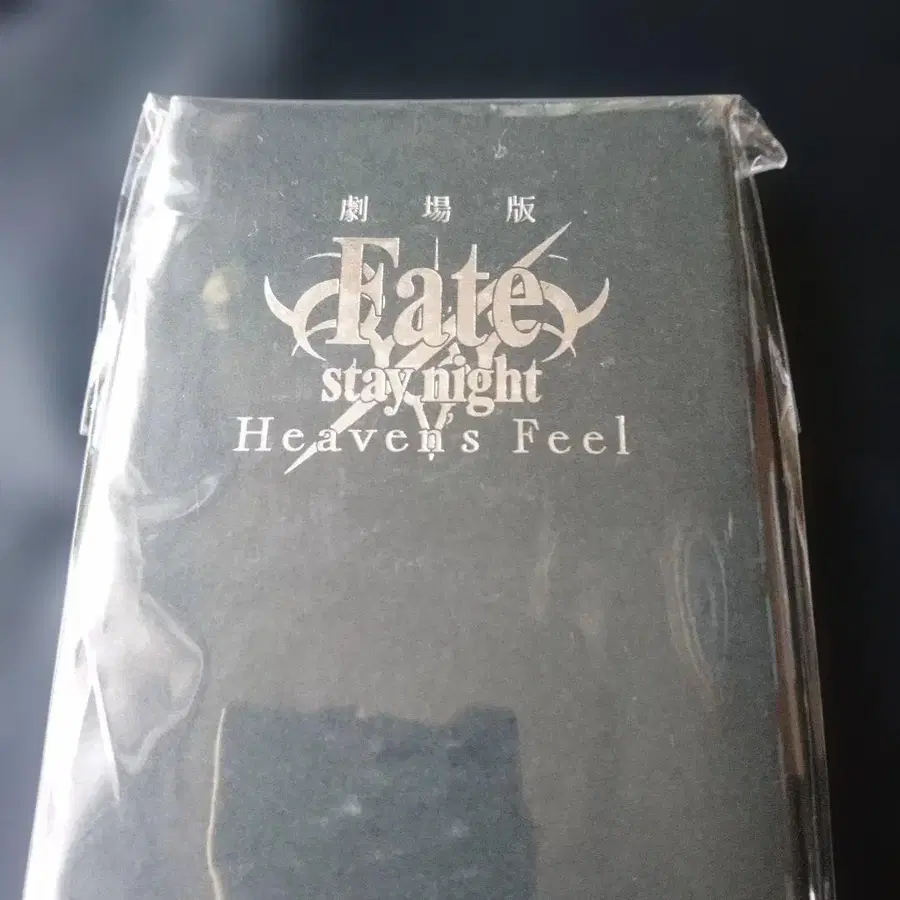 劇場版
Fate
stay night
Heaven's Feel